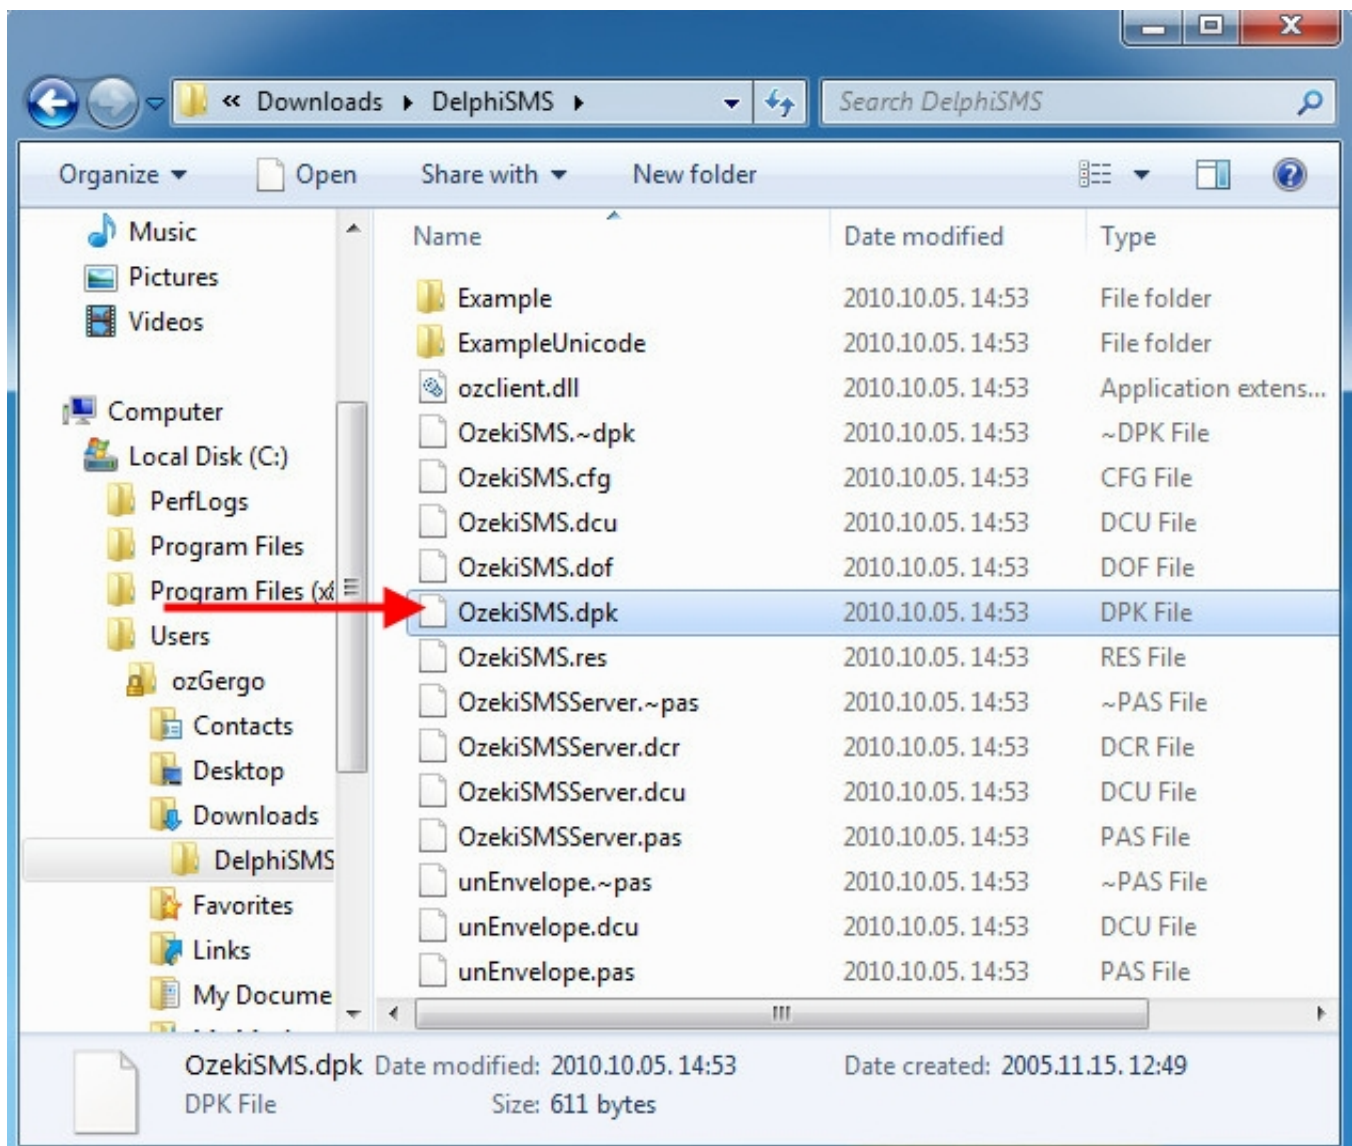 « Downloads ▸ DelphiSMS ▸ Search DelphiSMS
Organize Open Share with New folder
Music
Pictures
Videos
Computer
Local Disk (C:)
PerfLogs
Program Files
Program Files (x8
Users
ozGergo
Contacts
Desktop
Downloads
DelphiSMS
Favorites
Links
My Docume
Name Date modified Type
Example 2010.10.05. 14:53 File folder
ExampleUnicode 2010.10.05. 14:53 File folder
ozclient.dll 2010.10.05. 14:53 Application extens...
OzekiSMS.~dpk 2010.10.05. 14:53 ~DPK File
OzekiSMS.cfg 2010.10.05. 14:53 CFG File
OzekiSMS.dcu 2010.10.05. 14:53 DCU File
OzekiSMS.dof 2010.10.05. 14:53 DOF File
OzekiSMS.dpk 2010.10.05. 14:53 DPK File
OzekiSMS.res 2010.10.05. 14:53 RES File
OzekiSMSServer.~pas 2010.10.05. 14:53 ~PAS File
OzekiSMSServer.dcr 2010.10.05. 14:53 DCR File
OzekiSMSServer.dcu 2010.10.05. 14:53 DCU File
OzekiSMSServer.pas 2010.10.05. 14:53 PAS File
unEnvelope.~pas 2010.10.05. 14:53 ~PAS File
unEnvelope.dcu 2010.10.05. 14:53 DCU File
unEnvelope.pas 2010.10.05. 14:53 PAS File
OzekiSMS.dpk Date modified: 2010.10.05. 14:53 Date created: 2005.11.15. 12:49
DPK File Size: 611 bytes